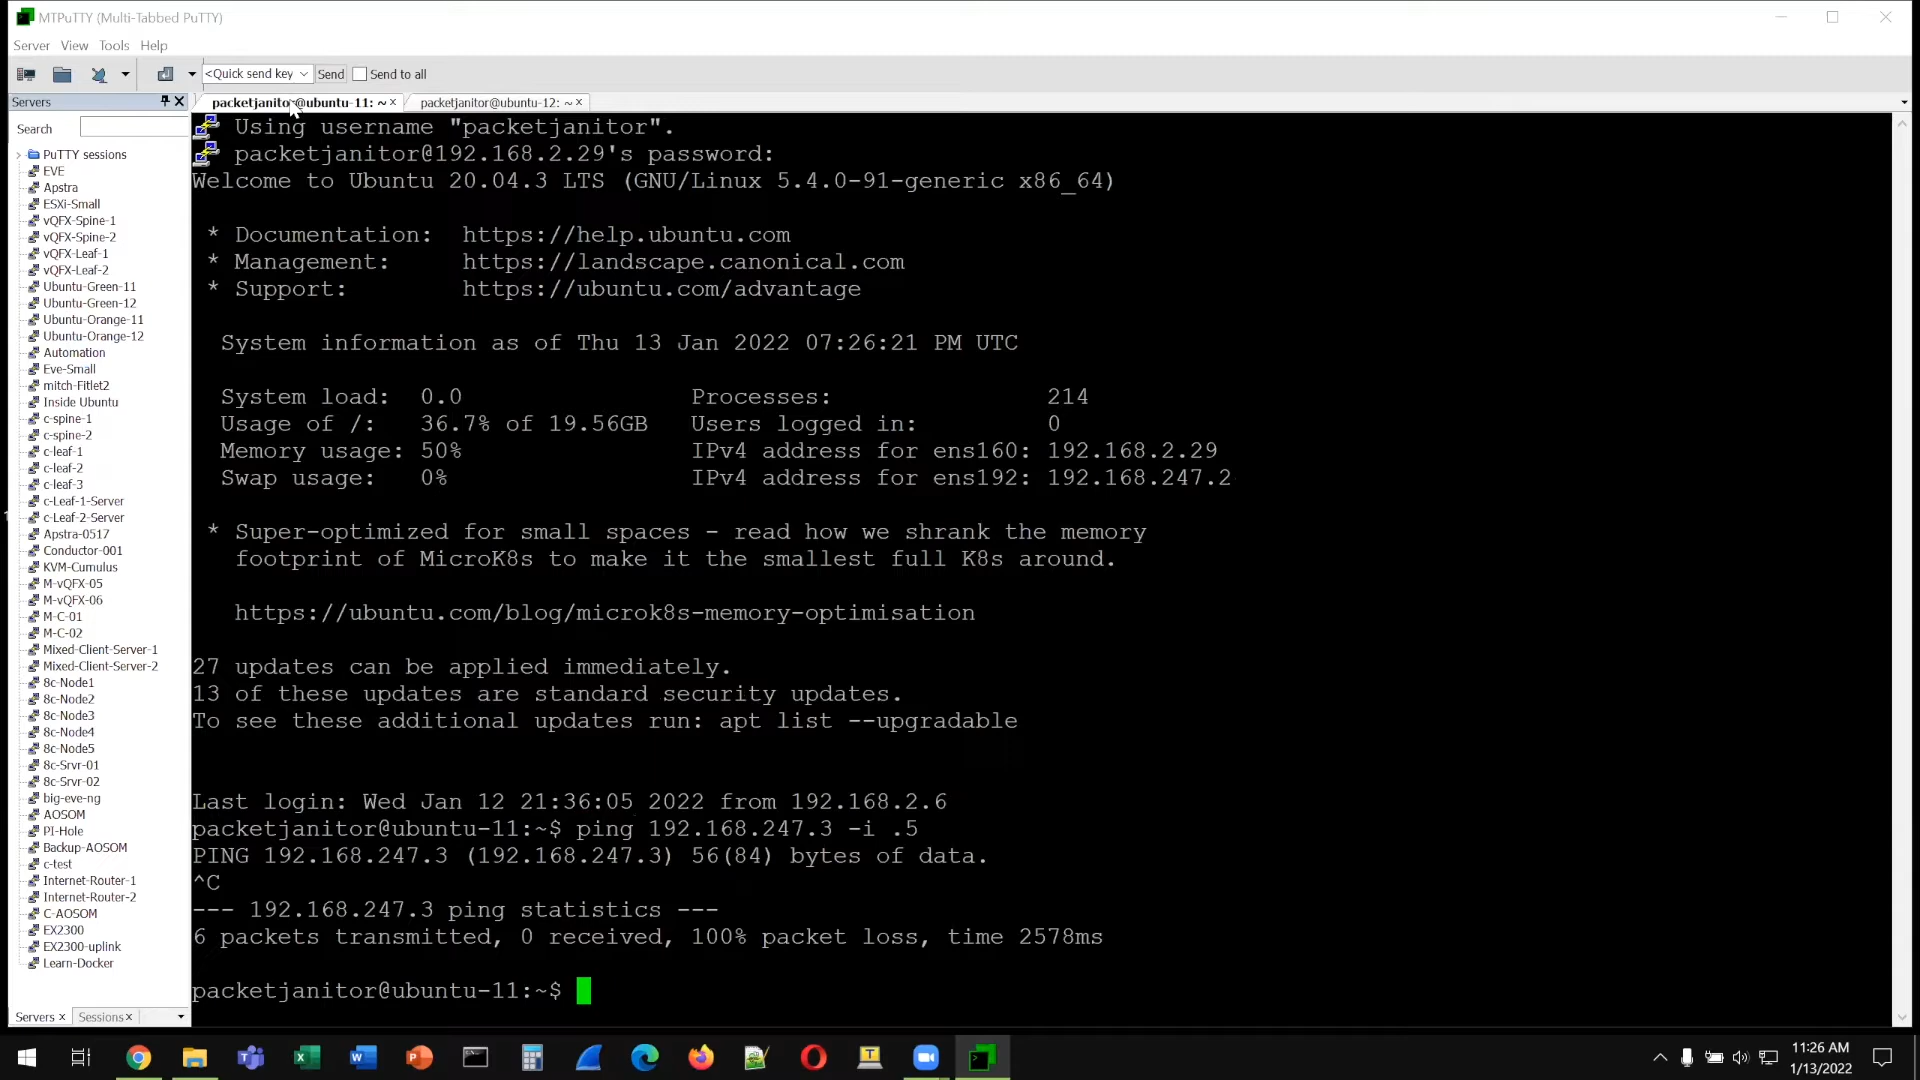 MTPuTTY (Multi-Tabbed PuTTY)
Server View Tools Help
<Quick send key Send Send to all
Servers
packetjanitor@ubuntu-11: ~ packetjanitor@ubuntu-12: ~
Search
PuTTY sessions
EVE
Apstra
ESXi-Small
vQFX-Spine-1
vQFX-Spine-2
vQFX-Leaf-1
vQFX-Leaf-2
Ubuntu-Green-11
Ubuntu-Green-12
Ubuntu-Orange-11
Ubuntu-Orange-12
Automation
Eve-Small
mitch-Fitlet2
Inside Ubuntu
c-spine-1
c-spine-2
c-leaf-1
c-leaf-2
c-leaf-3
c-Leaf-1-Server
c-Leaf-2-Server
Apstra-0517
Conductor-001
KVM-Cumulus
M-vQFX-05
M-vQFX-06
M-C-01
M-C-02
Mixed-Client-Server-1
Mixed-Client-Server-2
8c-Node1
8c-Node2
8c-Node3
8c-Node4
8c-Node5
8c-Srvr-01
8c-Srvr-02
big-eve-ng
AOSOM
PI-Hole
Backup-AOSOM
c-test
Internet-Router-1
Internet-Router-2
C-AOSOM
EX2300
EX2300-uplink
Learn-Docker
Servers Sessions
Using username "packetjanitor".
packetjanitor@192.168.2.29's password:
Welcome to Ubuntu 20.04.3 LTS (GNU/Linux 5.4.0-91-generic x86_64)
* Documentation: https://help.ubuntu.com
* Management: https://landscape.canonical.com
* Support: https://ubuntu.com/advantage
System information as of Thu 13 Jan 2022 07:26:21 PM UTC
System load: 0.0 Processes: 214
Usage of /: 36.7% of 19.56GB Users logged in: 0
Memory usage: 50% IPv4 address for ens160: 192.168.2.29
Swap usage: 0% IPv4 address for ens192: 192.168.247.2
* Super-optimized for small spaces - read how we shrank the memory
footprint of MicroK8s to make it the smallest full K8s around.
https://ubuntu.com/blog/microk8s-memory-optimisation
27 updates can be applied immediately.
13 of these updates are standard security updates.
To see these additional updates run: apt list --upgradable
Last login: Wed Jan 12 21:36:05 2022 from 192.168.2.6
packetjanitor@ubuntu-11:~$ ping 192.168.247.3 -i .5
PING 192.168.247.3 (192.168.247.3) 56(84) bytes of data.
^C
--- 192.168.247.3 ping statistics ---
6 packets transmitted, 0 received, 100% packet loss, time 2578ms
packetjanitor@ubuntu-11:~$
11:26 AM
1/13/2022